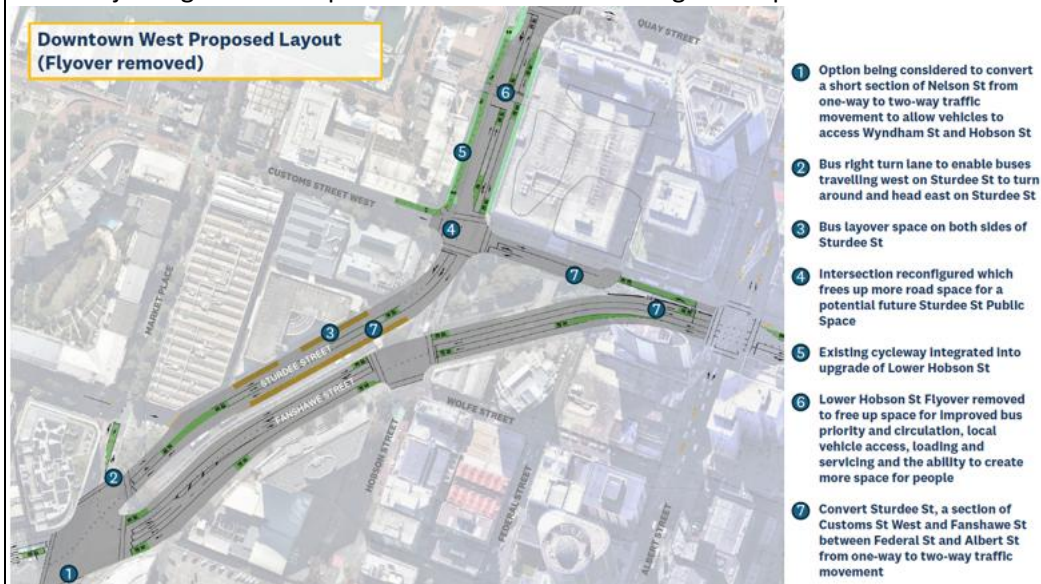 Downtown West Proposed Layout
(Flyover removed)
QUAY STREET
6
5
CUSTOMS STREET WEST
4
7
MARKET PLACE
3
7
7
STURDEE STREET
FANSHAWE STREET
WOLFE STREET
HOBSON STREET
FEDERAL STREET
ALBERT STREET
2
1
1 Option being considered to convert
a short section of Nelson St from
one-way to two-way traffic
movement to allow vehicles to
access Wyndham St and Hobson St
2 Bus right turn lane to enable buses
travelling west on Sturdee St to turn
around and head east on Sturdee St
3 Bus layover space on both sides of
Sturdee St
4 Intersection reconfigured which
frees up more road space for a
potential future Sturdee St Public
Space
5 Existing cycleway integrated into
upgrade of Lower Hobson St
6 Lower Hobson St Flyover removed
to free up space for improved bus
priority and circulation, local
vehicle access, loading and
servicing and the ability to create
more space for people
7 Convert Sturdee St, a section of
Customs St West and Fanshawe St
between Federal St and Albert St
from one-way to two-way traffic
movement